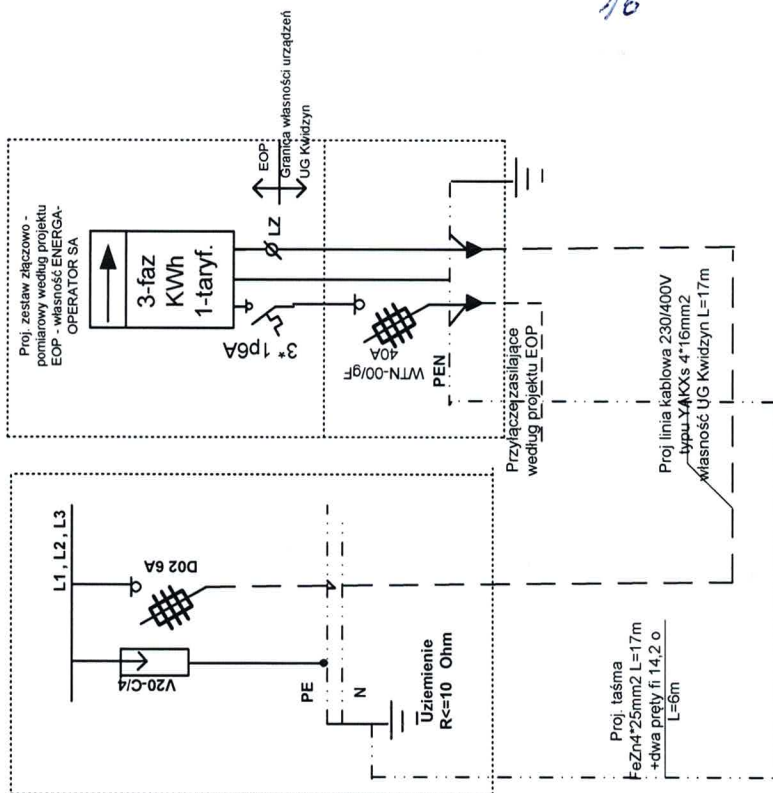 16
Proj. zestaw złączowo -
pomiarowy według projektu
EOP - własność ENERGA-
OPERATOR SA
3-faz
KWh
1-taryf.
EOP
Granica własności urządzeń
UG Kwidzyn
LZ
3* 1p6A
WTN-00/gF
40A
PEN
Przyłącze zasilające
według projektu EOP
Proj linia kablowa 230/400V
typu YAKXs 4*16mm2
własność UG Kwidzyn L=17m
L1 , L2 , L3
D02 6A
V20-C/4
PE
N
Uziemienie
R<=10 Ohm
Proj. taśma
FeZn4*25mm2 L=17m
+dwa pręty fi 14,2 o
L=6m